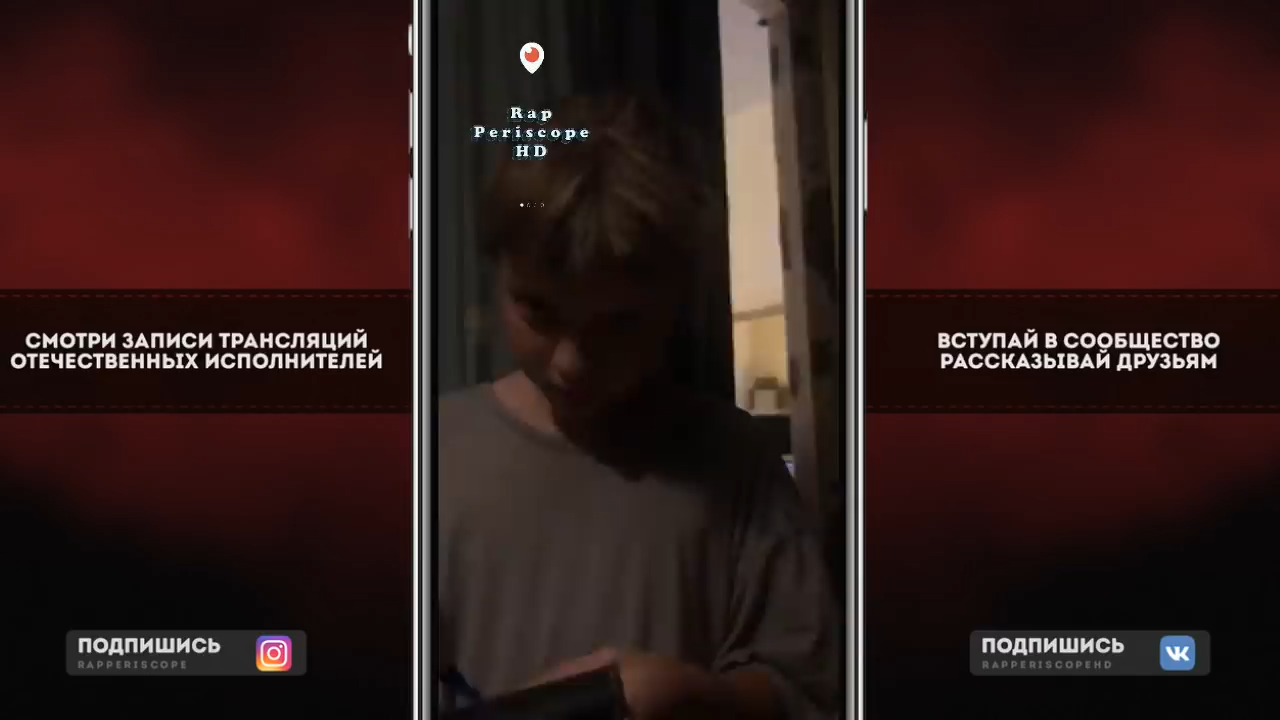 Rap
Periscope
HD
СМОТРИ ЗАПИСИ ТРАНСЛЯЦИЙ
ОТЕЧЕСТВЕННЫХ ИСПОЛНИТЕЛЕЙ
ВСТУПАЙ В СООБЩЕСТВО
РАССКАЗЫВАЙ ДРУЗЬЯМ
ПОДПИШИСЬ
RAPPERISCOPE
ПОДПИШИСЬ
RAPPERISCOPEHD